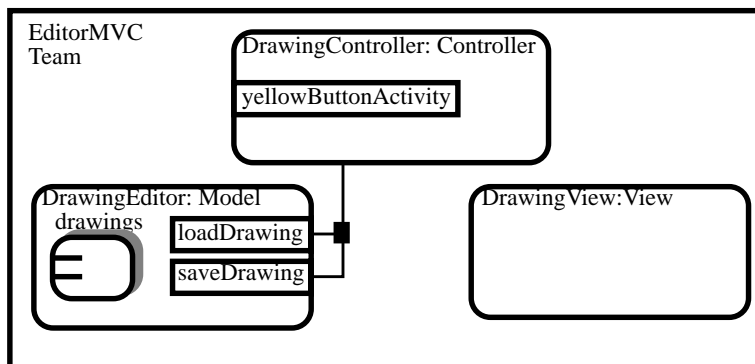 EditorMVC
Team
DrawingController: Controller
yellowButtonActivity
DrawingEditor: Model
drawings
loadDrawing
saveDrawing
DrawingView:View